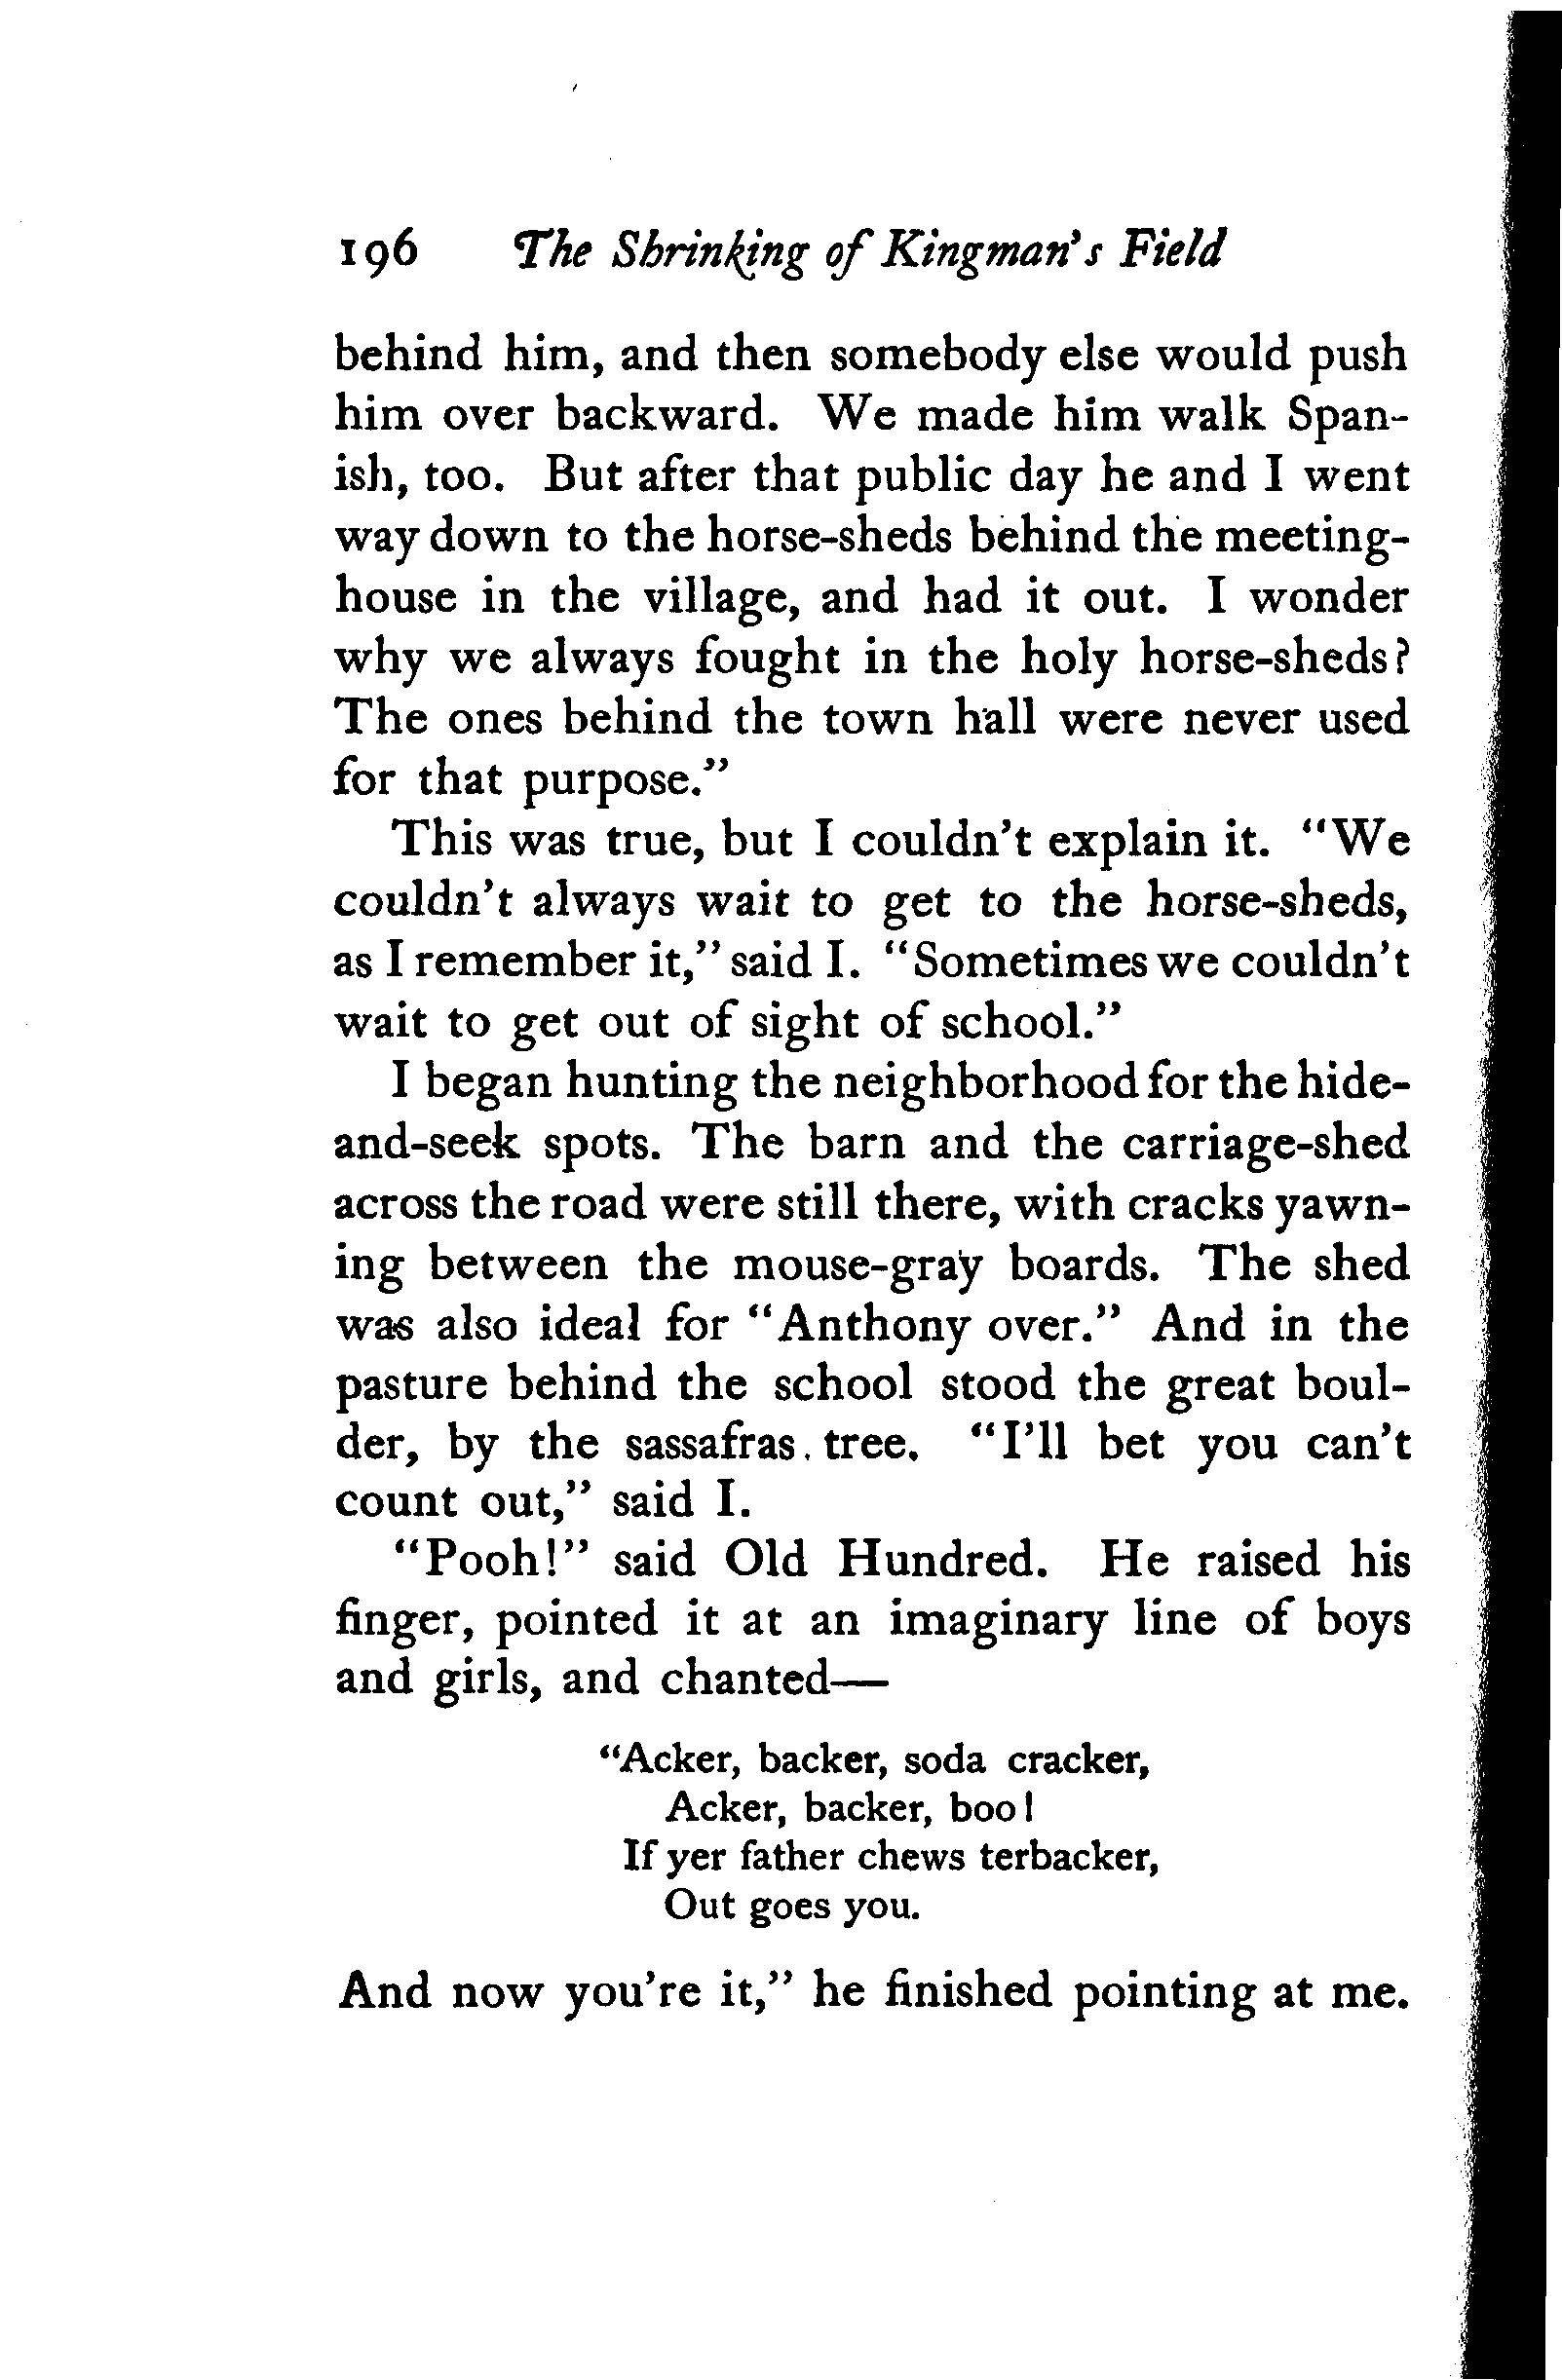 196 The Shrinking of Kingman's Field
behind him, and then somebody else would push
him over backward. We made him walk Span-
ish, too. But after that public day he and I went
way down to the horse-sheds behind the meeting-
house in the village, and had it out. I wonder
why we always fought in the holy horse-sheds?
The ones behind the town hall were never used
for that purpose."
This was true, but I couldn't explain it. "We
couldn't always wait to get to the horse-sheds,
as I remember it," said I. "Sometimes we couldn't
wait to get out of sight of school."
I began hunting the neighborhood for the hide-
and-seek spots. The barn and the carriage-shed
across the road were still there, with cracks yawn-
ing between the mouse-gray boards. The shed
was also ideal for "Anthony over." And in the
pasture behind the school stood the great boul-
der, by the sassafras tree. "I'll bet you can't
count out," said I.
"Pooh!" said Old Hundred. He raised his
finger, pointed it at an imaginary line of boys
and girls, and chanted—
"Acker, backer, soda cracker,
Acker, backer, boo!
If yer father chews terbacker,
Out goes you.
And now you're it," he finished pointing at me.